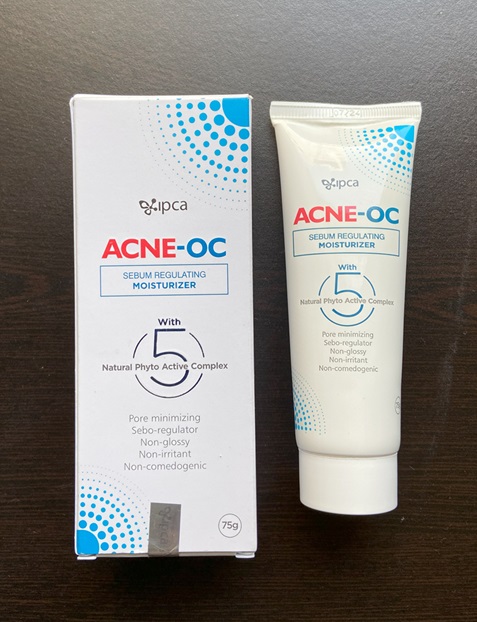 ipca
ACNE-OC
SEBUM REGULATING
MOISTURIZER
With
5
Natural Phyto Active Complex
Pore minimizing
Sebo-regulator
Non-glossy
Non-irritant
Non-comedogenic
75g
ipca
ACNE-OC
SEBUM REGULATING
MOISTURIZER
With
5
Natural Phyto Active Complex
Pore minimizing
Sebo-regulator
Non-glossy
Non-irritant
Non-comedogenic